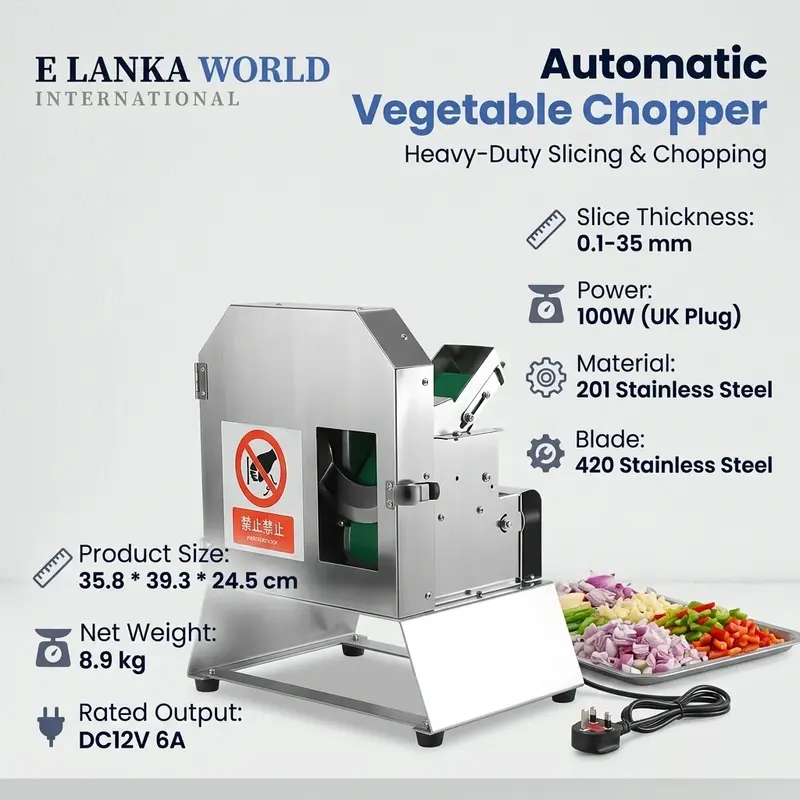 E LANKA WORLD
INTERNATIONAL
Automatic
Vegetable Chopper
Heavy-Duty Slicing & Chopping
Slice Thickness:
0.1-35 mm
Power:
100W (UK Plug)
Material:
201 Stainless Steel
Blade:
420 Stainless Steel
禁止禁止
Product Size:
35.8 * 39.3 * 24.5 cm
Net Weight:
8.9 kg
Rated Output:
DC12V 6A